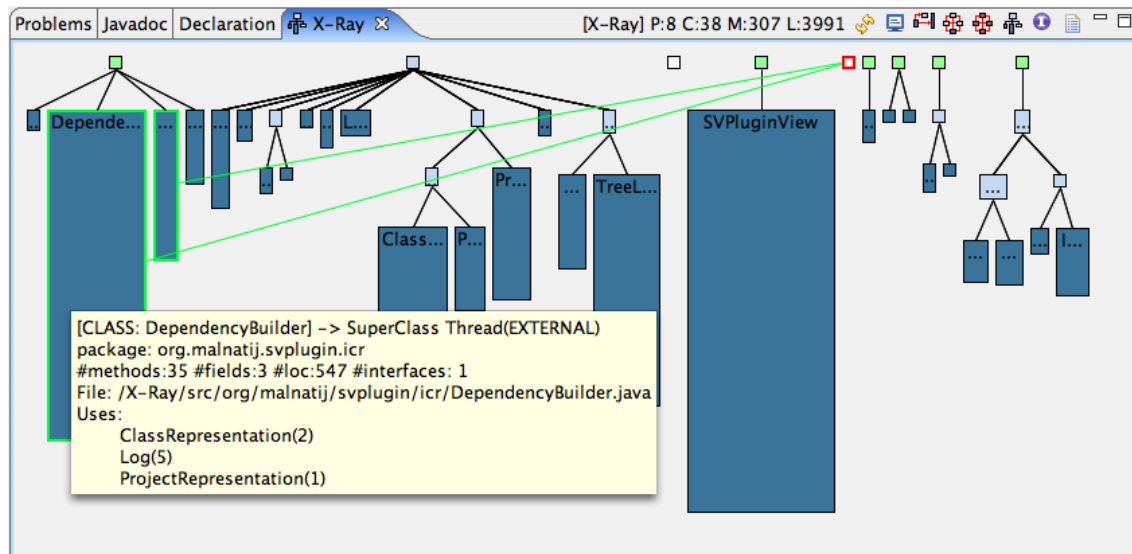 Problems Javadoc Declaration X-Ray [X-Ray] P:8 C:38 M:307 L:3991
Depende... ... ... ... ... .. .. L... .. .. SVPluginView .. ...
.. .. Pr... ... TreeL... .. ...
Class... P... ... I...
... ...
[CLASS: DependencyBuilder] -> SuperClass Thread(EXTERNAL)
package: org.malnatij.svplugin.icr
#methods:35 #fields:3 #loc:547 #interfaces: 1
File: /X-Ray/src/org/malnatij/svplugin/icr/DependencyBuilder.java
Uses:
ClassRepresentation(2)
Log(5)
ProjectRepresentation(1)